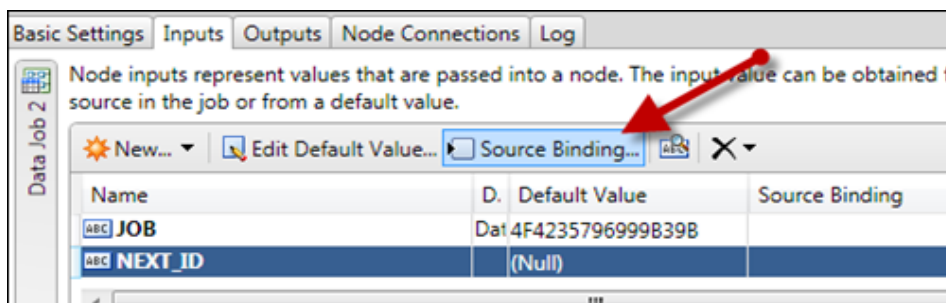 Basic Settings Inputs Outputs Node Connections Log
Data Job 2
Node inputs represent values that are passed into a node. The input value can be obtained
source in the job or from a default value.
New... Edit Default Value... Source Binding...
Name D. Default Value Source Binding
ABC JOB Dat 4F4235796999B39B
ABC NEXT_ID (Null)